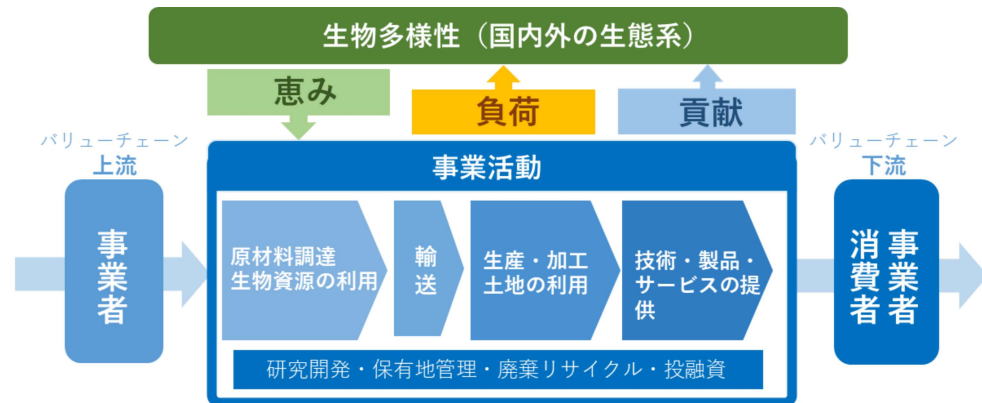 生物多様性（国内外の生態系）
恵み
負荷
貢献
バリューチェーン
上流
事業者
事業活動
原材料調達
生物資源の利用
輸送
生産・加工
土地の利用
技術・製品・
サービスの提
供
研究開発・保有地管理・廃棄リサイクル・投融資
バリューチェーン
下流
事業者
消費者